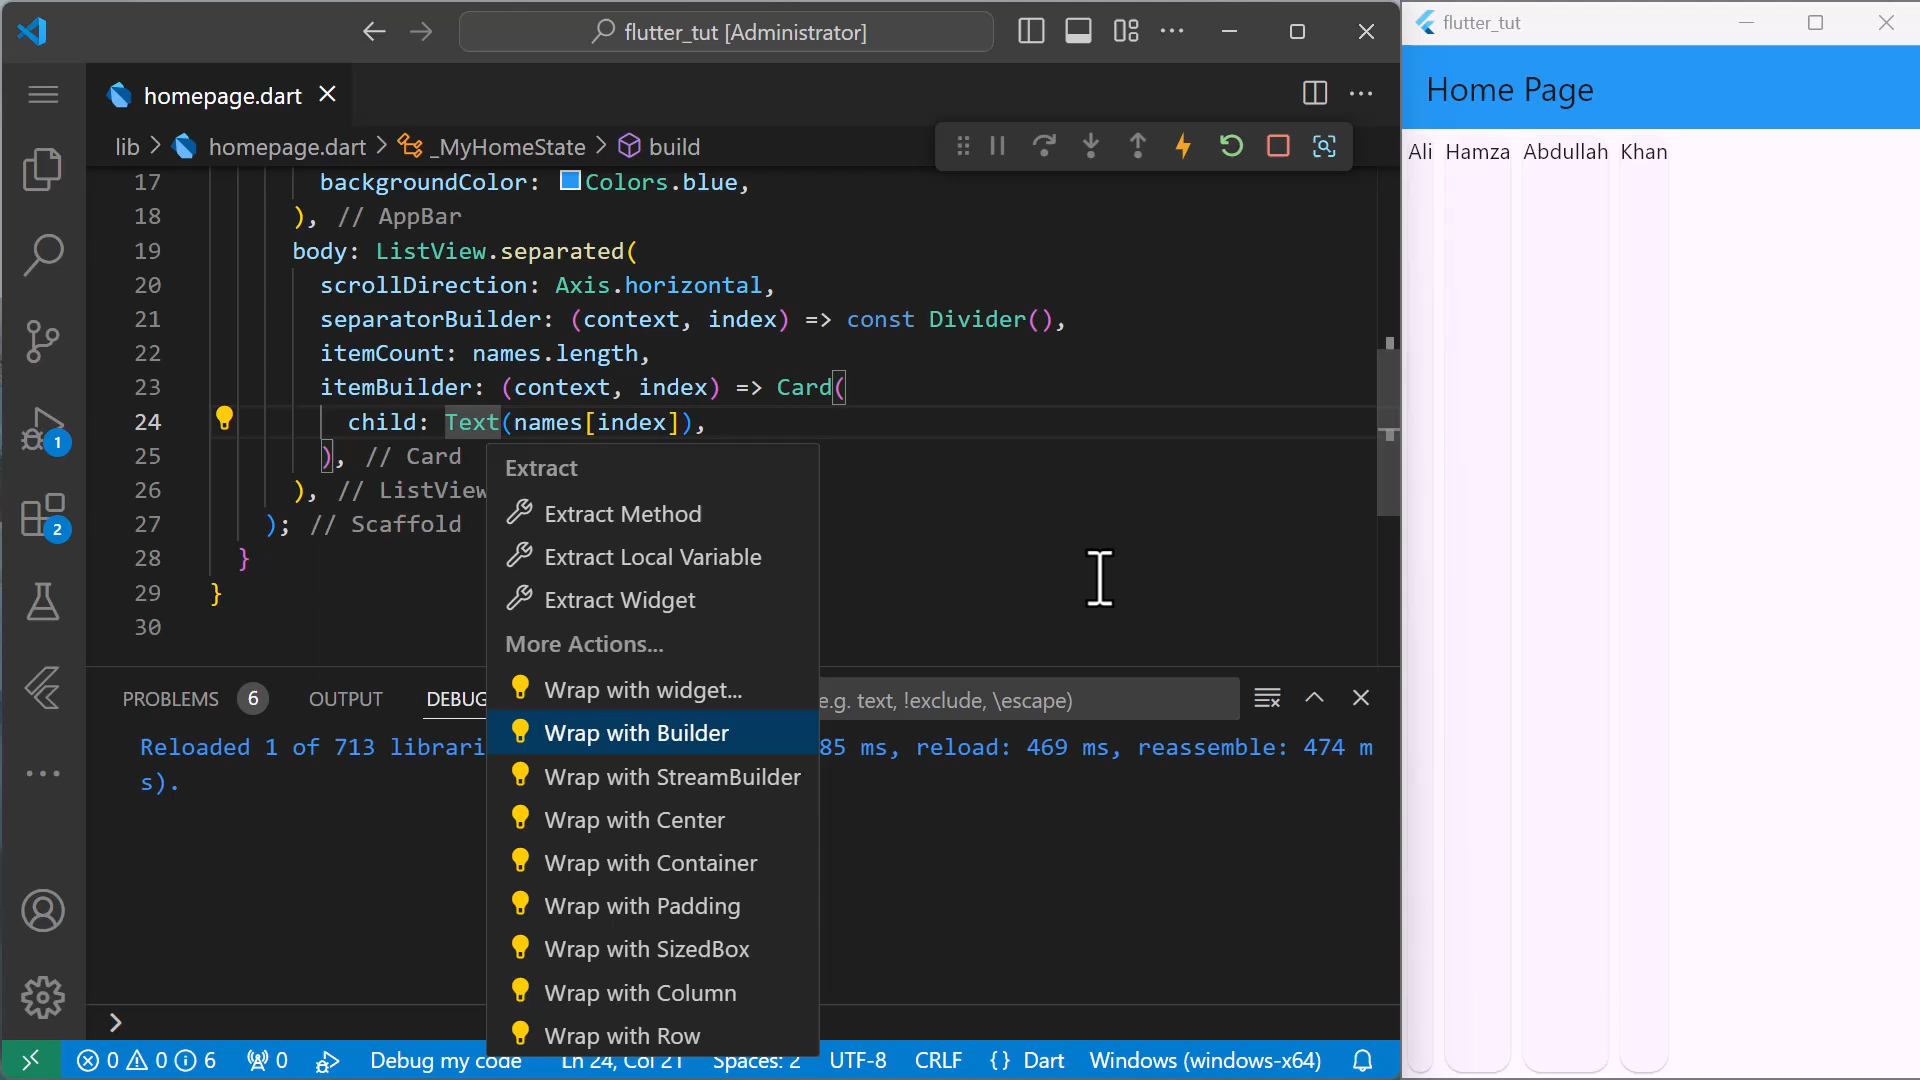 flutter_tut [Administrator]
homepage.dart
lib > homepage.dart > _MyHomeState > build
17 backgroundColor: Colors.blue,
18 ), // AppBar
19 body: ListView.separated(
20 scrollDirection: Axis.horizontal,
21 separatorBuilder: (context, index) => const Divider(),
22 itemCount: names.length,
23 itemBuilder: (context, index) => Card(
24 child: Text(names[index]),
25 ), // Card
26 ), // ListView
27 ); // Scaffold
28 }
29 }
30
1
2
Extract
Extract Method
Extract Local Variable
Extract Widget
More Actions...
Wrap with widget...
Wrap with Builder
Wrap with StreamBuilder
Wrap with Center
Wrap with Container
Wrap with Padding
Wrap with SizedBox
Wrap with Column
Wrap with Row
PROBLEMS 6 OUTPUT DEBUG e.g. text, !exclude, \escape)
Reloaded 1 of 713 librari 85 ms, reload: 469 ms, reassemble: 474 m
s).
>
0 0 6 0 Debug my code Ln 24, Col 21 Spaces: 2 UTF-8 CRLF {} Dart Windows (windows-x64)
flutter_tut
Home Page
Ali Hamza Abdullah Khan